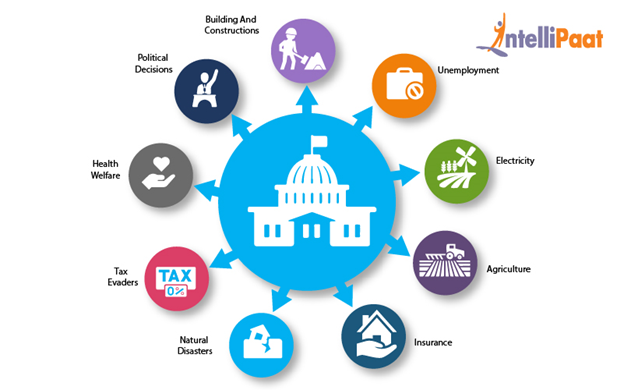 Building And
Constructions
IntelliPaat
Political
Decisions
Unemployment
Health
Welfare
Electricity
Tax
Evaders
TAX
0%
Agriculture
Natural
Disasters
Insurance